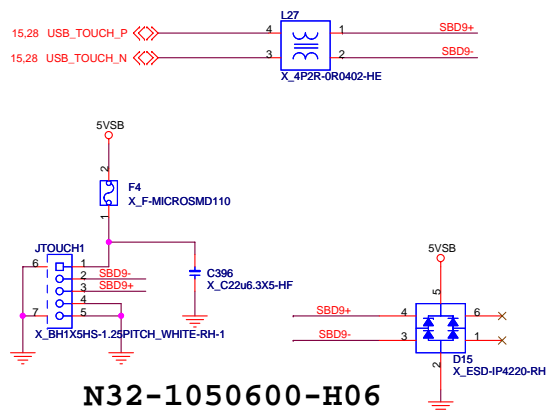 L27
15,28 USB_TOUCH_P 4 1 SBD9+
15,28 USB_TOUCH_N 3 2 SBD9-
X_4P2R-0R0402-HE
5VSB
2
F4
X_F-MICROSMD110
1
JTOUCH1
6 1
2 SBD9-
3 SBD9+
4
7 5
X_BH1X5HS-1.25PITCH_WHITE-RH-1
C396
X_C22u6.3X5-HF
5VSB
5
SBD9+ 4 6
SBD9- 3 1
2
D15
X_ESD-IP4220-RH
N32-1050600-H06